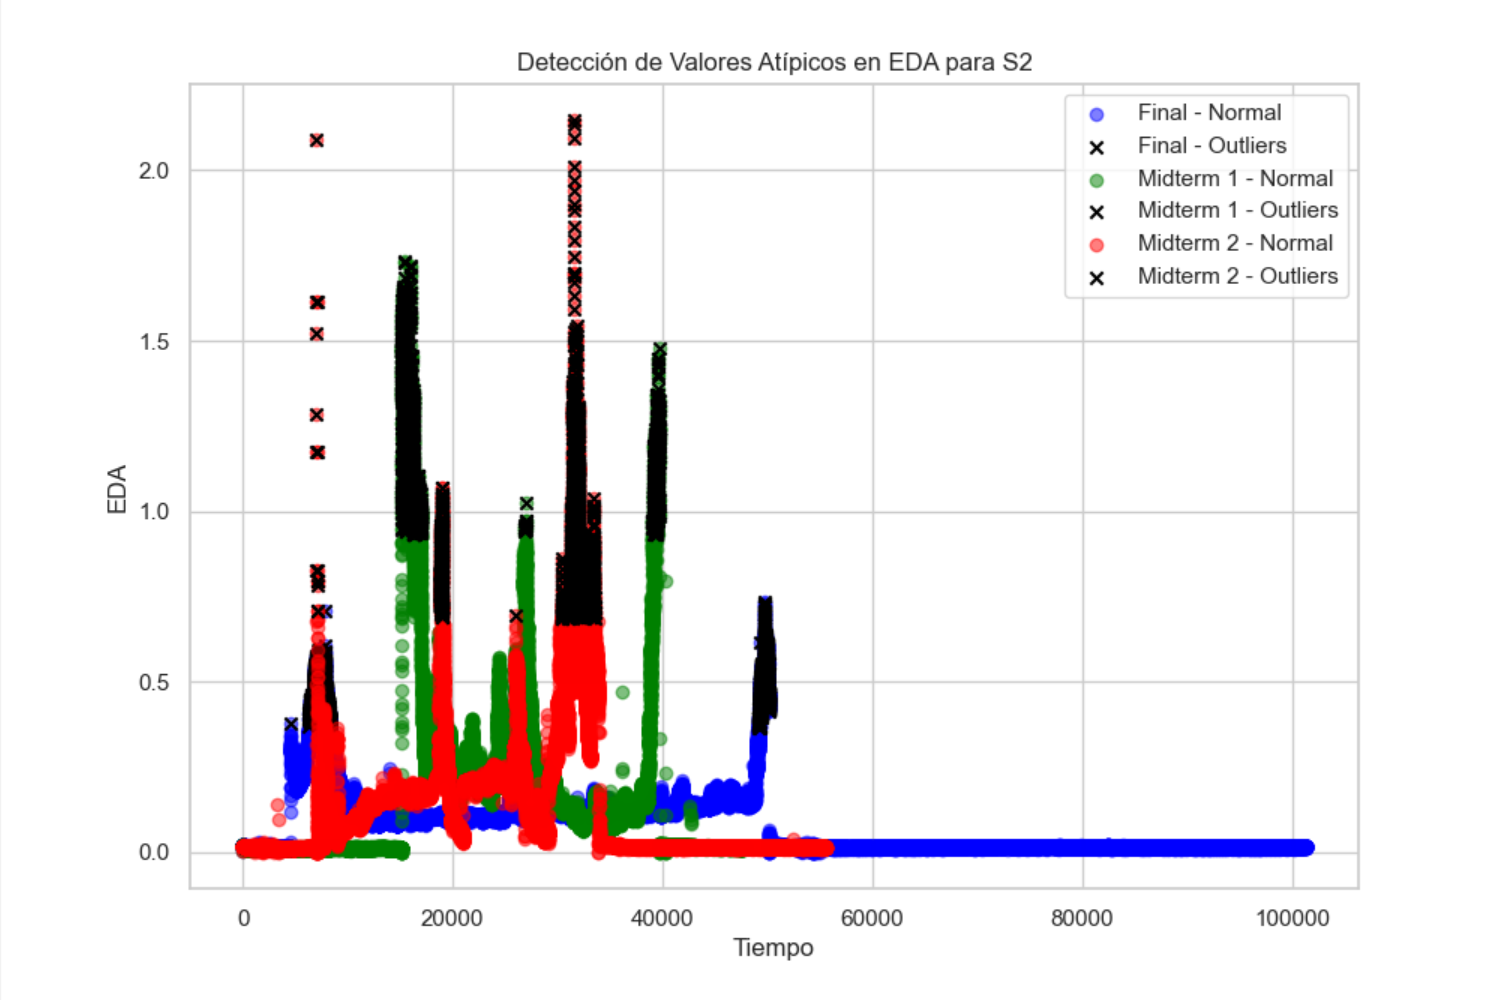 Detección de Valores Atípicos en EDA para S2
Final - Normal
Final - Outliers
Midterm 1 - Normal
Midterm 1 - Outliers
Midterm 2 - Normal
Midterm 2 - Outliers
EDA
2.0
1.5
1.0
0.5
0.0
0 20000 40000 60000 80000 100000
Tiempo